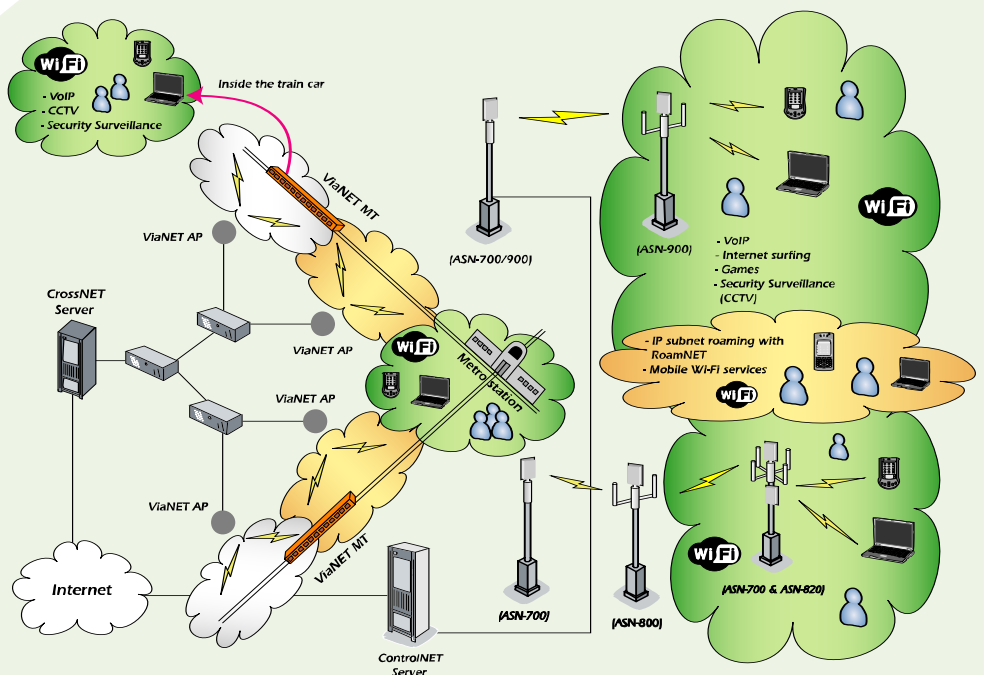 Wi Fi
- VoIP
- CCTV
- Security Surveillance
Inside the train car
ViaNET MT
ViaNET AP
ViaNET AP
CrossNET
Server
ViaNET AP
ViaNET AP
Internet
ViaNET MT
ControlNET
Server
Wi Fi
Metro station
(ASN-700/900)
(ASN-900)
Wi Fi
- VoIP
- Internet surfing
- Games
- Security Surveillance
(CCTV)
- IP subnet roaming with
RoamNET
- Mobile Wi-Fi services
Wi Fi
(ASN-700)
(ASN-800)
Wi Fi
(ASN-700 & ASN-820)